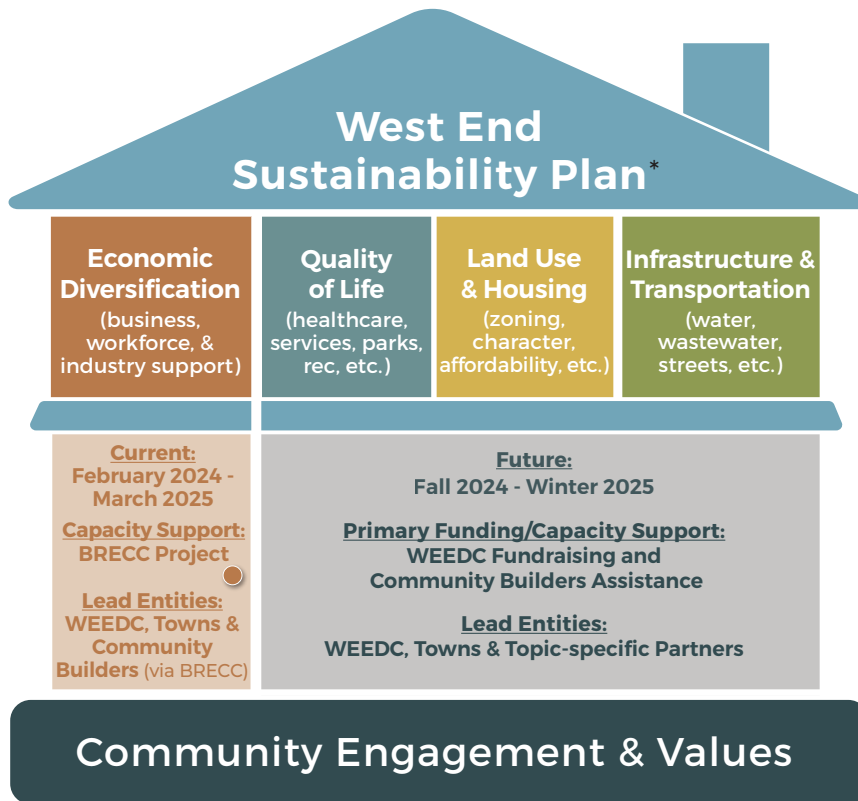 West End
Sustainability Plan*
Economic
Diversification
(business,
workforce, &
industry support)
Quality
of Life
(healthcare,
services, parks,
rec, etc.)
Land Use
& Housing
(zoning,
character,
affordability, etc.)
Infrastructure &
Transportation
(water,
wastewater,
streets, etc.)
Current:
February 2024 -
March 2025
Capacity Support:
BRECC Project
Lead Entities:
WEEDC, Towns &
Community
Builders (via BRECC)
Future:
Fall 2024 - Winter 2025
Primary Funding/Capacity Support:
WEEDC Fundraising and
Community Builders Assistance
Lead Entities:
WEEDC, Towns & Topic-specific Partners
Community Engagement & Values